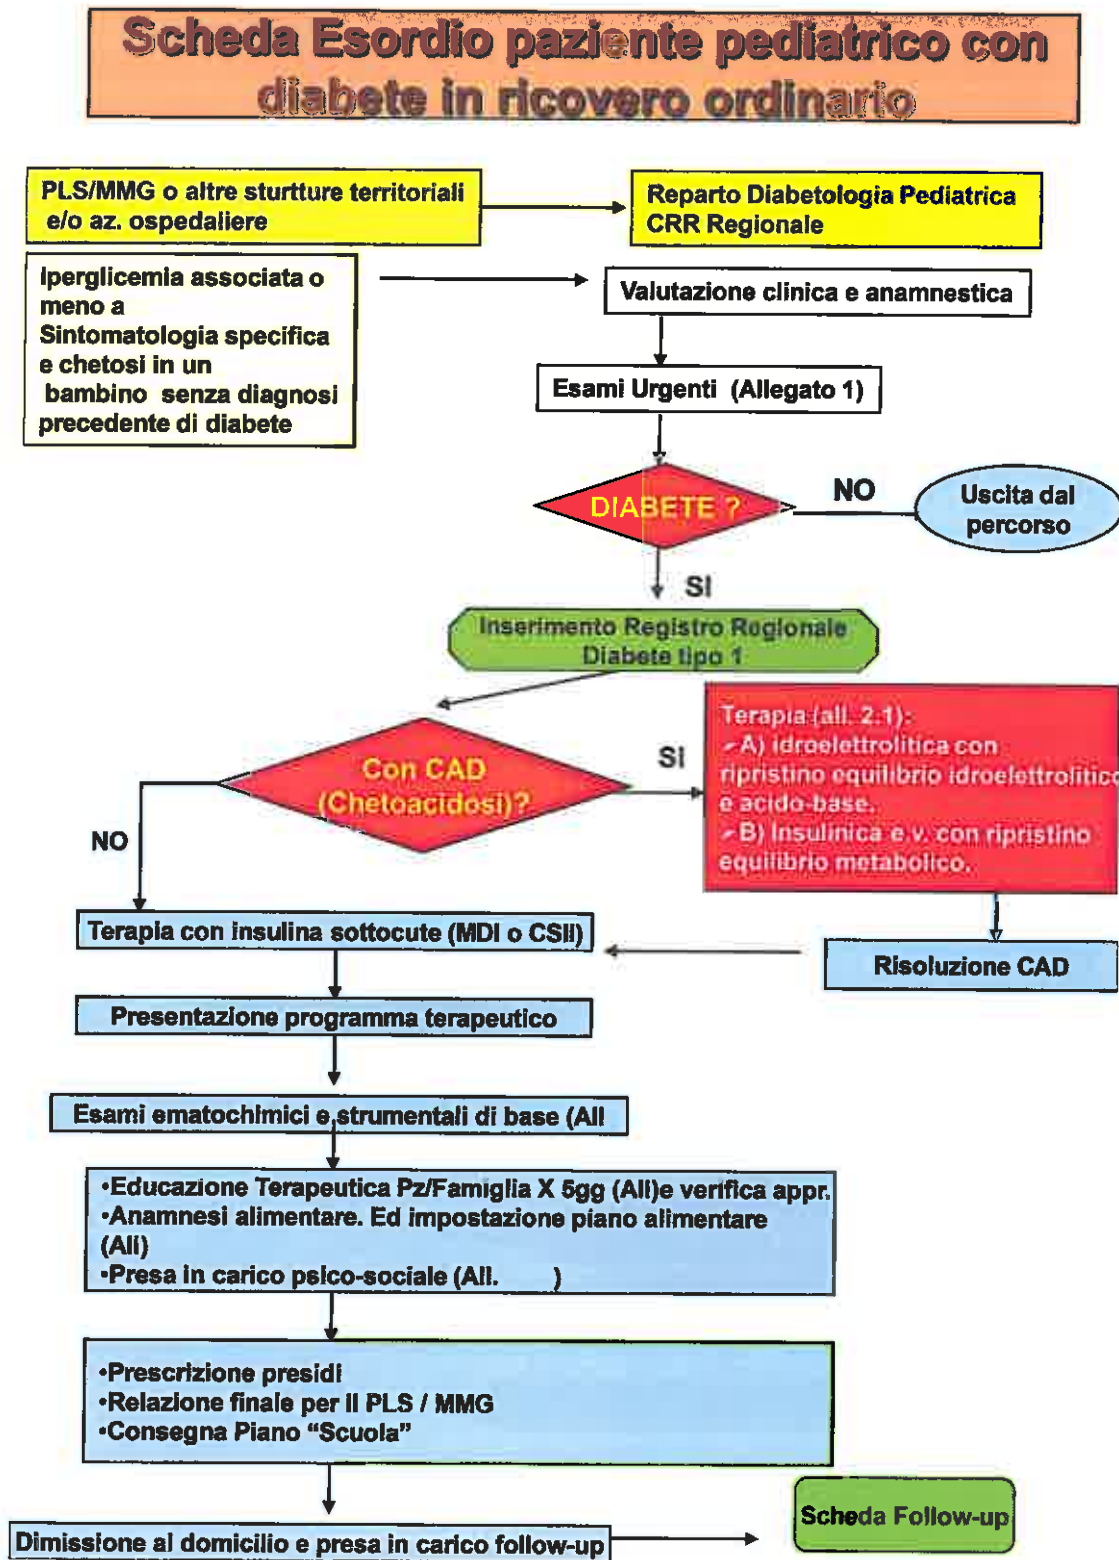 Scheda Esordio paziente pediatrico con
diabete in ricovero ordinario
PLS/MMG o altre sturtture territoriali
e/o az. ospedaliere
Reparto Diabetologia Pediatrica
CRR Regionale
Iperglicemia associata o
meno a
Sintomatologia specifica
e chetosi in un
bambino senza diagnosi
precedente di diabete
Valutazione clinica e anamnestica
Esami Urgenti (Allegato 1)
DIABETE ?
NO
Uscita dal
percorso
SI
Inserimento Registro Regionale
Diabete tipo 1
Con CAD
(Chetoacidosi)?
SI
Terapia (all. 2.1):
✓A) idroelettrolitica con
ripristino equilibrio idroelettrolitico
e acido-base.
✓B) Insulinica e.v. con ripristino
equilibrio metabolico.
NO
Terapia con insulina sottocute (MDI o CSII)
Risoluzione CAD
Presentazione programma terapeutico
Esami ematochimici e strumentali di base (All
•Educazione Terapeutica Pz/Famiglia X 5gg (All)e verifica appr.
•Anamnesi alimentare. Ed impostazione piano alimentare
(All)
•Presa in carico psico-sociale (All. )
•Prescrizione presidi
•Relazione finale per il PLS / MMG
•Consegna Piano “Scuola”
Scheda Follow-up
Dimissione al domicilio e presa in carico follow-up